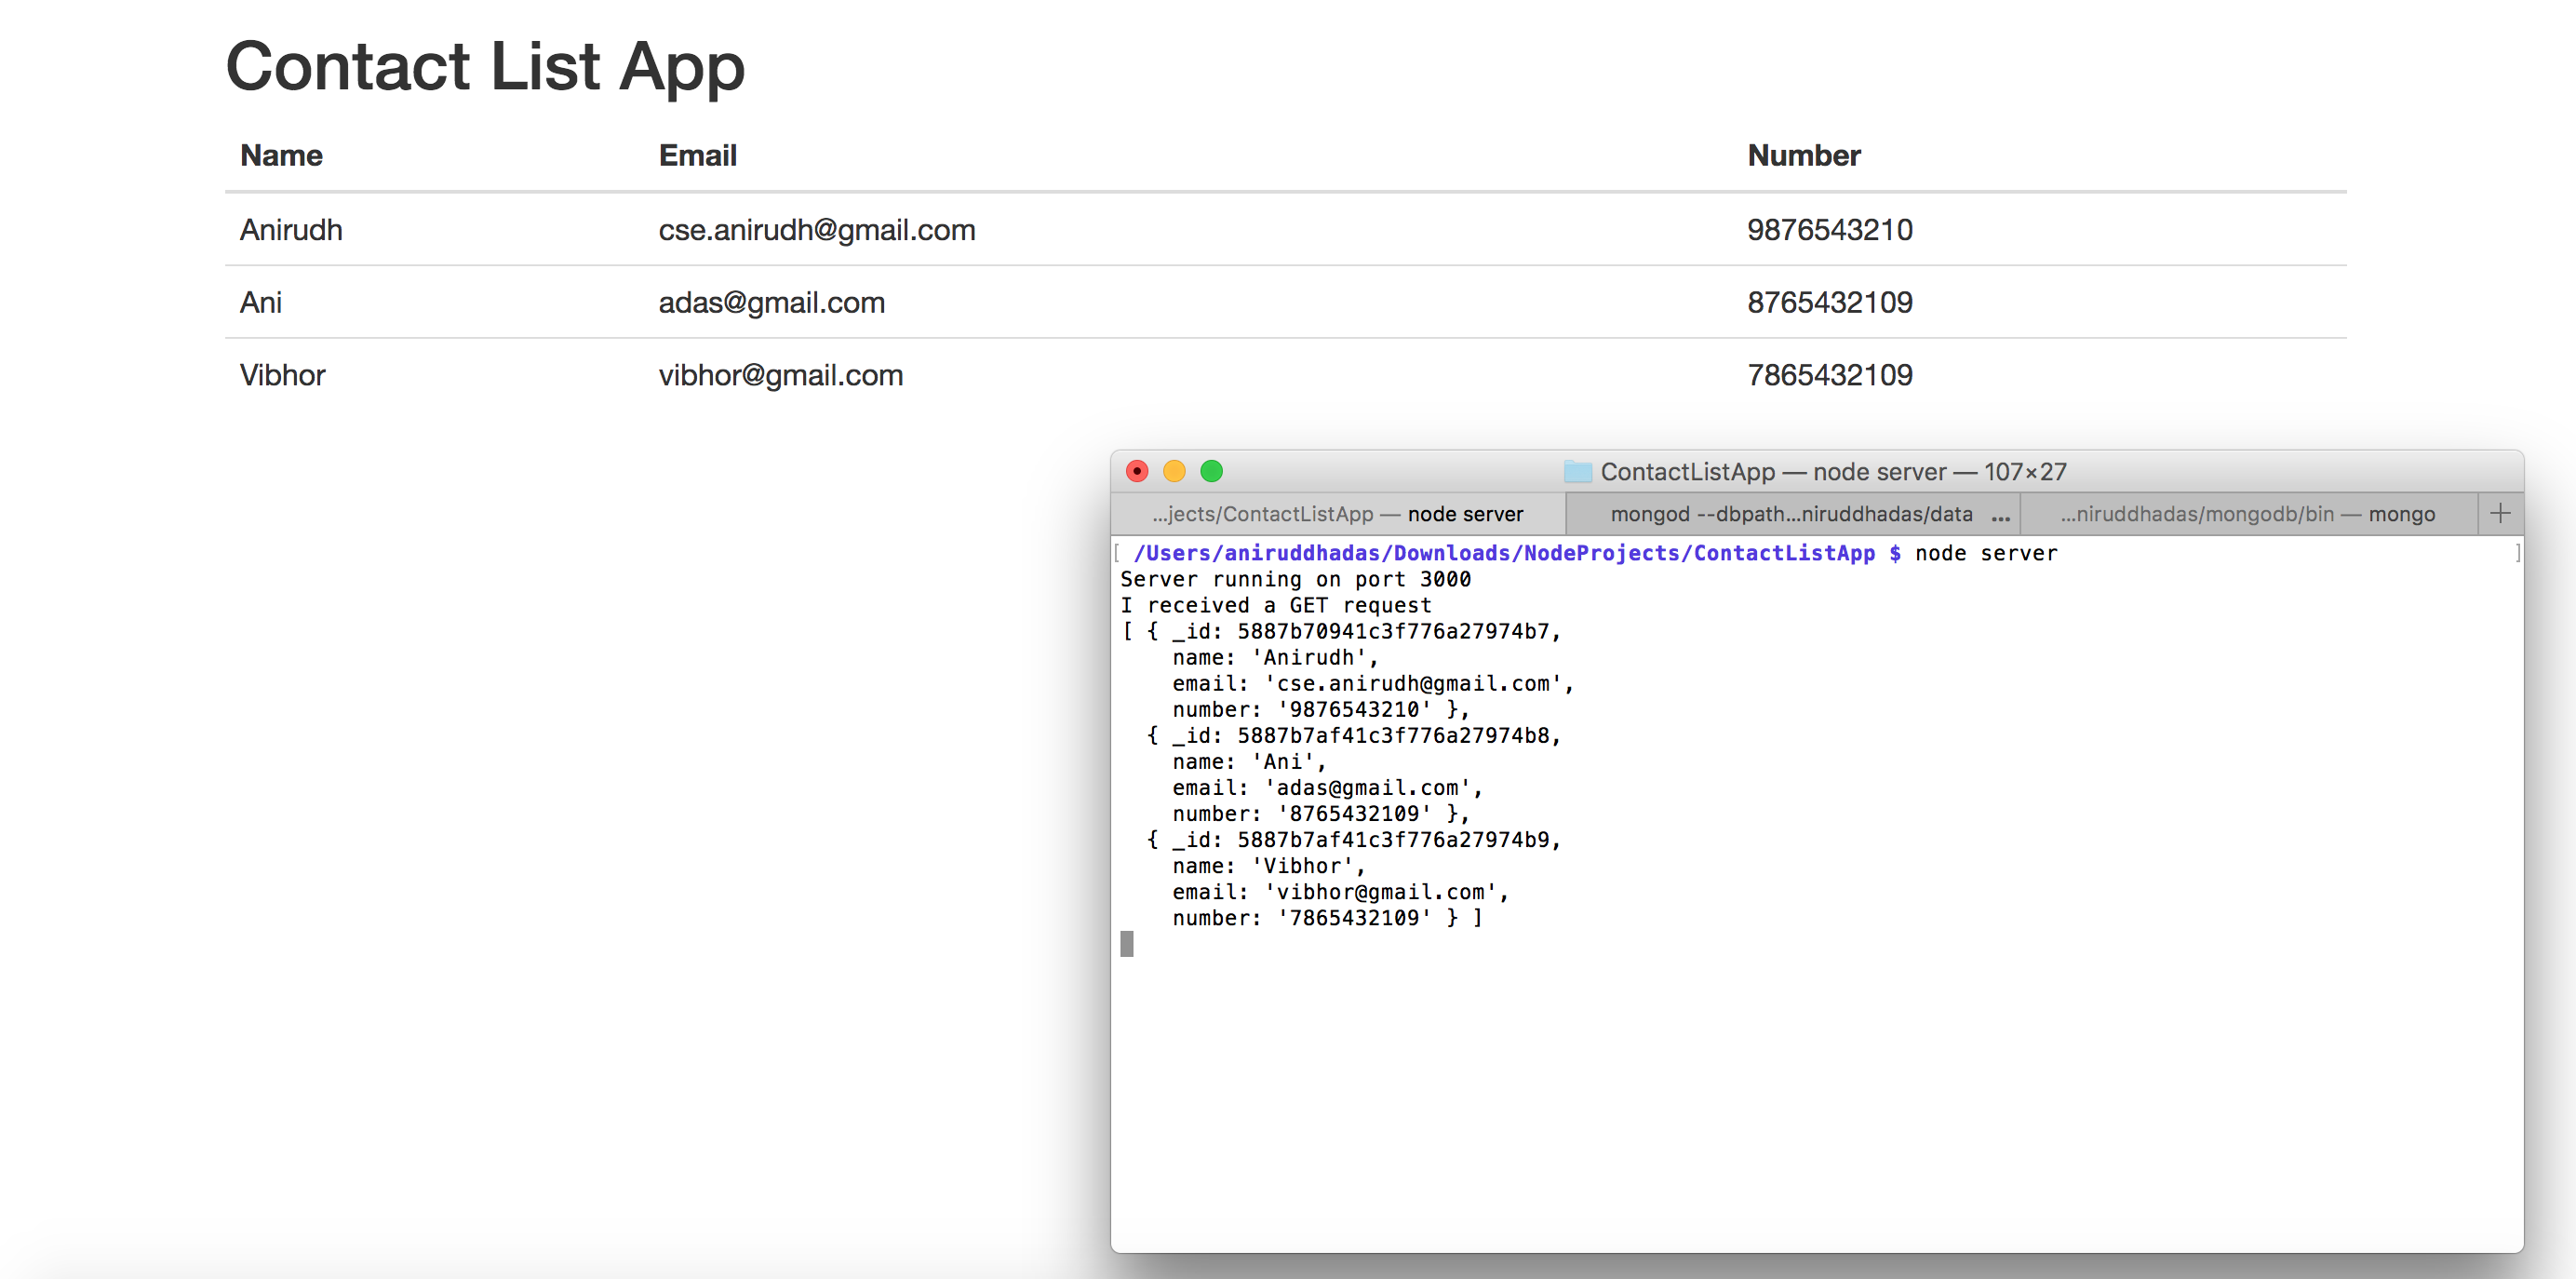 Contact List App
Name Email Number
Anirudh cse.anirudh@gmail.com 9876543210
Ani adas@gmail.com 8765432109
Vibhor vibhor@gmail.com 7865432109
ContactListApp — node server — 107×27
...jects/ContactListApp — node server mongod --dbpath...niruddhadas/data ... ...niruddhadas/mongodb/bin — mongo +
[ /Users/aniruddhadas/Downloads/NodeProjects/ContactListApp $ node server ]
Server running on port 3000
I received a GET request
[ { _id: 5887b70941c3f776a27974b7,
name: 'Anirudh',
email: 'cse.anirudh@gmail.com',
number: '9876543210' },
{ _id: 5887b7af41c3f776a27974b8,
name: 'Ani',
email: 'adas@gmail.com',
number: '8765432109' },
{ _id: 5887b7af41c3f776a27974b9,
name: 'Vibhor',
email: 'vibhor@gmail.com',
number: '7865432109' } ]